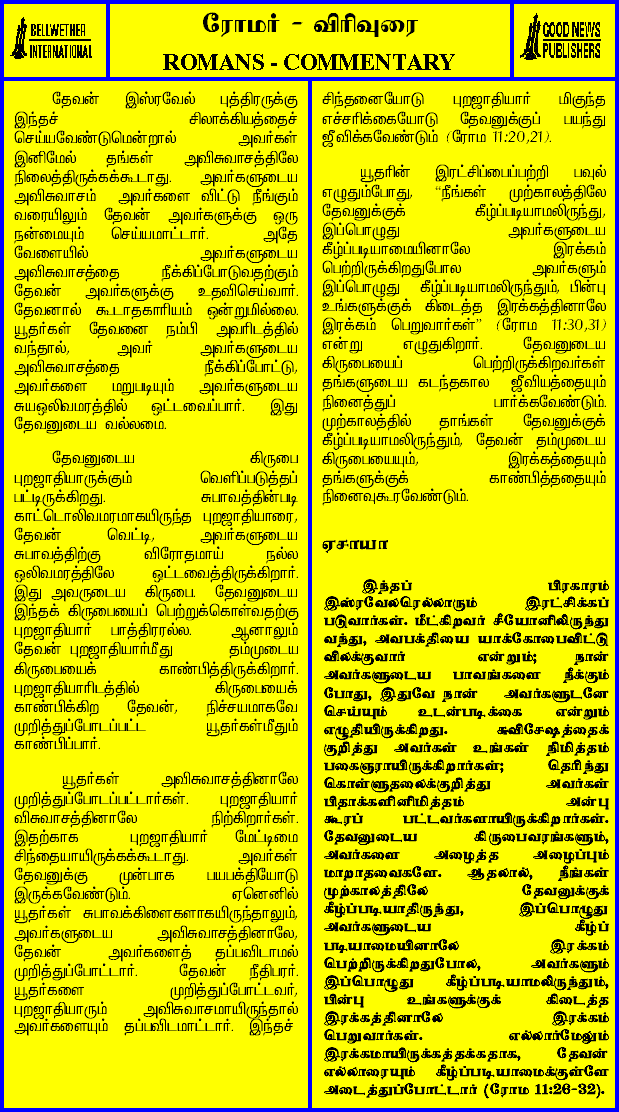 BELLWETHER
INTERNATIONAL
ரோமர் - விரிவுரை
ROMANS - COMMENTARY
GOOD NEWS
PUBLISHERS
தேவன் இஸ்ரவேல் புத்திரருக்கு
இந்தச் சிலாக்கியத்தைச்
செய்யவேண்டுமென்றால் அவர்கள்
இனிமேல் தங்கள் அவிசுவாசத்திலே
நிலைத்திருக்கக்கூடாது. அவர்களுடைய
அவிசுவாசம் அவர்களை விட்டு நீங்கும்
வரையிலும் தேவன் அவர்களுக்கு ஒரு
நன்மையும் செய்யமாட்டார். அதே
வேளையில் அவர்களுடைய
அவிசுவாசத்தை நீக்கிப்போடுவதற்கும்
தேவன் அவர்களுக்கு உதவிசெய்வார்.
தேவனால் கூடாதகாரியம் ஒன்றுமில்லை.
யூதர்கள் தேவனை நம்பி அவரிடத்தில்
வந்தால், அவர் அவர்களுடைய
அவிசுவாசத்தை நீக்கிப்போட்டு,
அவர்களை மறுபடியும் அவர்களுடைய
சுயஒலிவமரத்தில் ஒட்டவைப்பார். இது
தேவனுடைய வல்லமை.
தேவனுடைய கிருபை
புறஜாதியாருக்கும் வெளிப்படுத்தப்
பட்டிருக்கிறது. சுபாவத்தின்படி
காட்டொலிவமரமாகயிருந்த புறஜாதியாரை,
தேவன் வெட்டி, அவர்களுடைய
சுபாவத்திற்கு விரோதமாய் நல்ல
ஒலிவமரத்திலே ஒட்டவைத்திருக்கிறார்.
இது அவருடைய கிருபை. தேவனுடைய
இந்தக் கிருபையைப் பெற்றுக்கொள்வதற்கு
புறஜாதியார் பாத்திரரல்ல. ஆனாலும்
தேவன் புறஜாதியார்மீது தம்முடைய
கிருபையைக் காண்பித்திருக்கிறார்.
புறஜாதியாரிடத்தில் கிருபையைக்
காண்பிக்கிற தேவன், நிச்சயமாகவே
முறித்துப்போடப்பட்ட யூதர்கள்மீதும்
காண்பிப்பார்.
யூதர்கள் அவிசுவாசத்தினாலே
முறித்துப்போடப்பட்டார்கள். புறஜாதியார்
விசுவாசத்தினாலே நிற்கிறார்கள்.
இதற்காக புறஜாதியார் மேட்டிமை
சிந்தையாயிருக்கக்கூடாது. அவர்கள்
தேவனுக்கு முன்பாக பயபக்தியோடு
இருக்கவேண்டும். ஏனெனில்
யூதர்கள் சுபாவக்கிளைகளாகயிருந்தாலும்,
அவர்களுடைய அவிசுவாசத்தினாலே,
தேவன் அவர்களைத் தப்பவிடாமல்
முறித்துப்போட்டார். தேவன் நீதிபரர்.
யூதர்களை முறித்துப்போட்டவர்,
புறஜாதியாரும் அவிசுவாசமாயிருந்தால்
அவர்களையும் தப்பவிடமாட்டார். இந்தச்
சிந்தனையோடு புறஜாதியார் மிகுந்த
எச்சரிக்கையோடு தேவனுக்குப் பயந்து
ஜீவிக்கவேண்டும் (ரோம 11:20,21).
யூதரின் இரட்சிப்பைப்பற்றி பவுல்
எழுதும்போது, “நீங்கள் முற்காலத்திலே
தேவனுக்குக் கீழ்ப்படியாமலிருந்து,
இப்பொழுது அவர்களுடைய
கீழ்ப்படியாமையினாலே இரக்கம்
பெற்றிருக்கிறதுபோல அவர்களும்
இப்பொழுது கீழ்ப்படியாமலிருந்தும், பின்பு
உங்களுக்குக் கிடைத்த இரக்கத்தினாலே
இரக்கம் பெறுவார்கள்” (ரோம 11:30,31)
என்று எழுதுகிறார். தேவனுடைய
கிருபையைப் பெற்றிருக்கிறவர்கள்
தங்களுடைய கடந்தகால ஜீவியத்தையும்
நினைத்துப் பார்க்கவேண்டும்.
முற்காலத்தில் தாங்கள் தேவனுக்குக்
கீழ்ப்படியாமலிருந்தும், தேவன் தம்முடைய
கிருபையையும், இரக்கத்தையும்
தங்களுக்குக் காண்பித்ததையும்
நினைவுகூரவேண்டும்.
ஏசாயா
இந்தப் பிரகாரம்
இஸ்ரவேலரெல்லாரும் இரட்சிக்கப்
படுவார்கள். மீட்கிறவர் சீயோனிலிருந்து
வந்து, அவபக்தியை யாக்கோபைவிட்டு
விலக்குவார் என்றும்; நான்
அவர்களுடைய பாவங்களை நீக்கும்
போது, இதுவே நான் அவர்களுடனே
செய்யும் உடன்படிக்கை என்றும்
எழுதியிருக்கிறது. சுவிசேஷத்தைக்
குறித்து அவர்கள் உங்கள் நிமித்தம்
பகைஞராயிருக்கிறார்கள்; தெரிந்து
கொள்ளுதலைக்குறித்து அவர்கள்
பிதாக்களினிமித்தம் அன்பு
கூரப் பட்டவர்களாயிருக்கிறார்கள்.
தேவனுடைய கிருபைவரங்களும்,
அவர்களை அழைத்த அழைப்பும்
மாறாதவைகளே. ஆதலால், நீங்கள்
முற்காலத்திலே தேவனுக்குக்
கீழ்ப்படியாதிருந்து, இப்பொழுது
அவர்களுடைய கீழ்ப்
படியாமையினாலே இரக்கம்
பெற்றிருக்கிறதுபோல, அவர்களும்
இப்பொழுது கீழ்ப்படியாமலிருந்தும்,
பின்பு உங்களுக்குக் கிடைத்த
இரக்கத்தினாலே இரக்கம்
பெறுவார்கள். எல்லார்மேலும்
இரக்கமாயிருக்கத்தக்கதாக, தேவன்
எல்லாரையும் கீழ்ப்படியாமைக்குள்ளே
அடைத்துப்போட்டார் (ரோம 11:26-32).